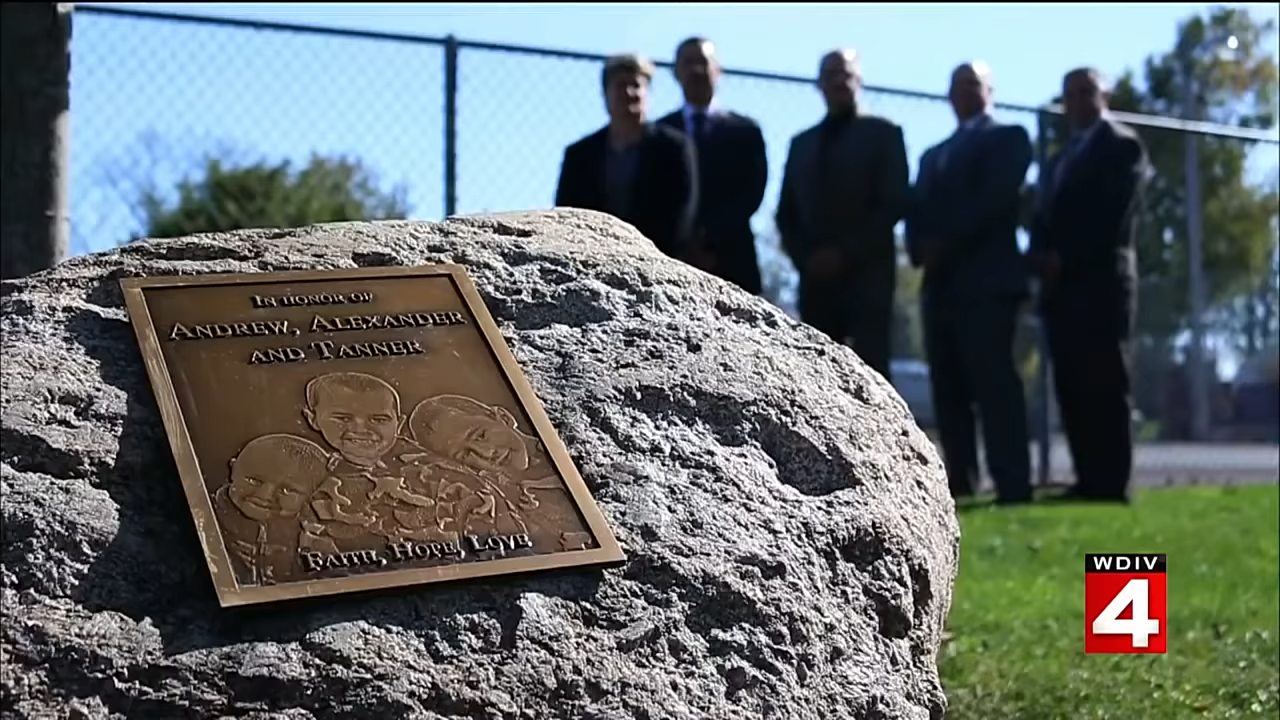 IN HONOR OF
ANDREW, ALEXANDER
AND TANNER
FAITH, HOPE, LOVE
WDIV
4